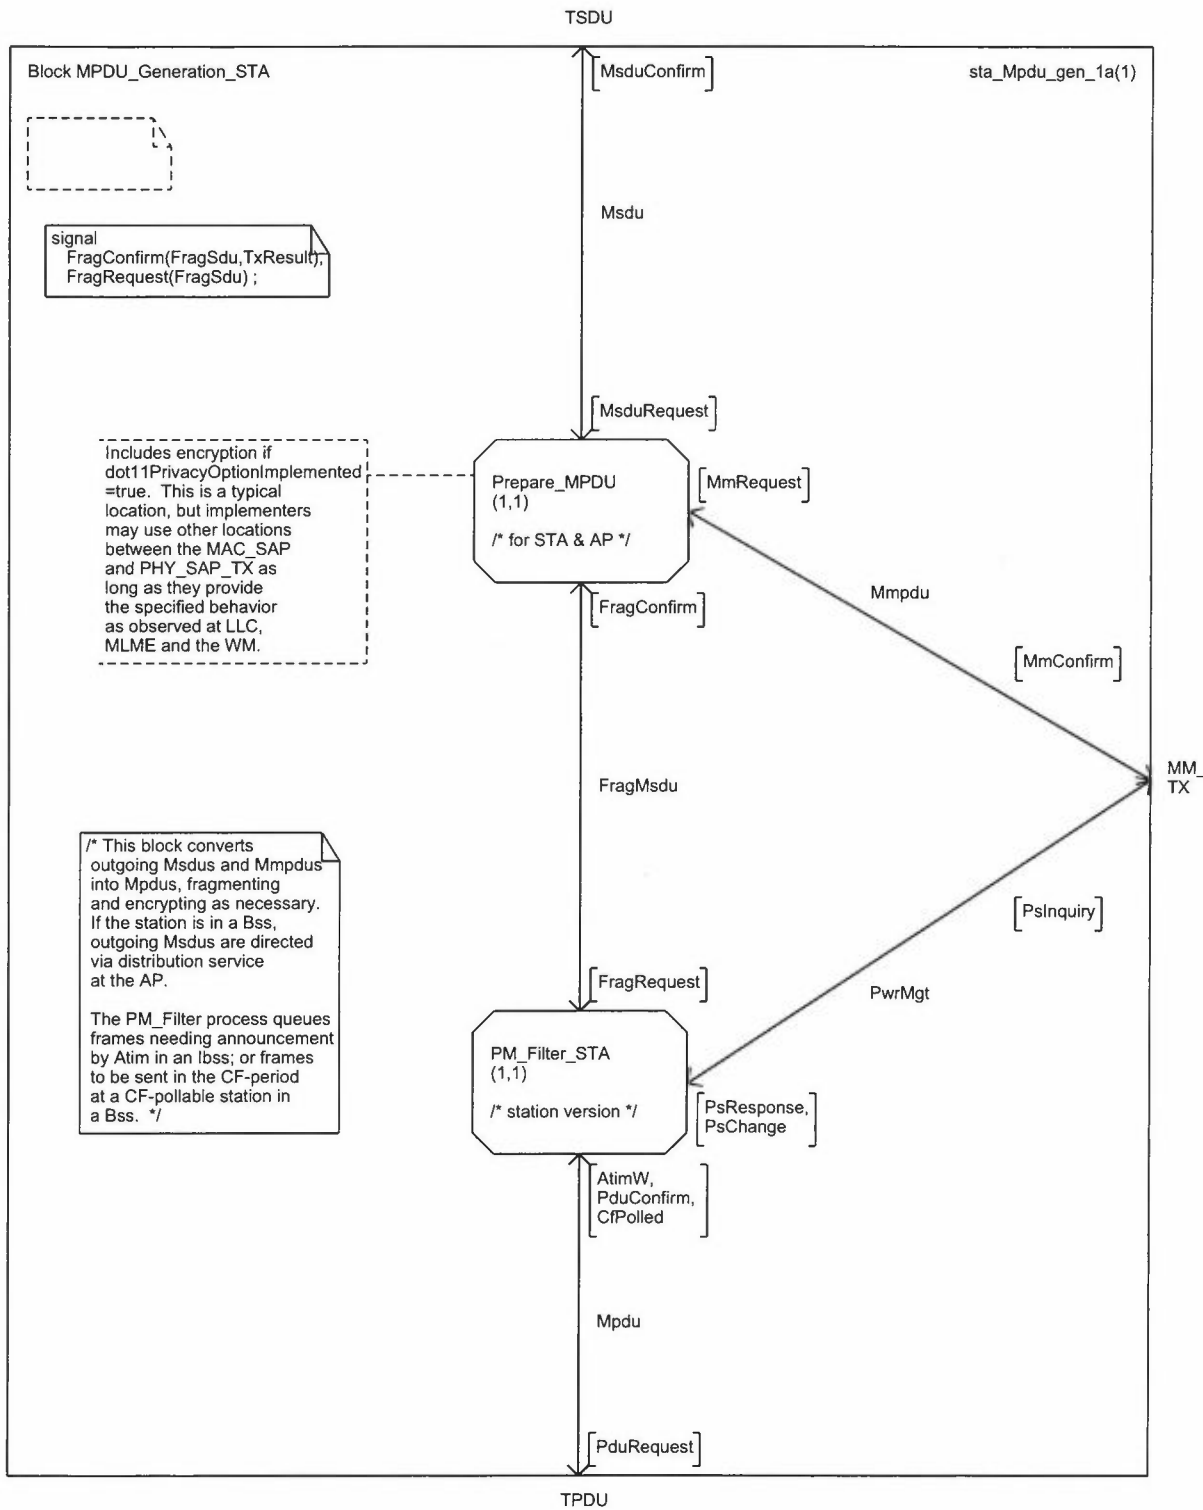 TSDU
Block MPDU_Generation_STA
sta_Mpdu_gen_1a(1)
[MsduConfirm]
signal
FragConfirm(FragSdu,TxResult),
FragRequest(FragSdu) ;
Msdu
[MsduRequest]
Includes encryption if
dot11PrivacyOptionImplemented
=true.  This is a typical
location, but implementers
may use other locations
between the MAC_SAP
and PHY_SAP_TX as
long as they provide
the specified behavior
as observed at LLC,
MLME and the WM.
Prepare_MPDU
(1,1)
/* for STA & AP */
[MmRequest]
Mmpdu
[FragConfirm]
[MmConfirm]
FragMsdu
MM_
TX
/* This block converts
outgoing Msdus and Mmpdus
into Mpdus, fragmenting
and encrypting as necessary.
If the station is in a Bss,
outgoing Msdus are directed
via distribution service
at the AP.
The PM_Filter process queues
frames needing announcement
by Atim in an Ibss; or frames
to be sent in the CF-period
at a CF-pollable station in
a Bss.  */
[PsInquiry]
[FragRequest]
PwrMgt
PM_Filter_STA
(1,1)
/* station version */
[PsResponse,
PsChange]
[AtimW,
PduConfirm,
CfPolled]
Mpdu
[PduRequest]
TPDU